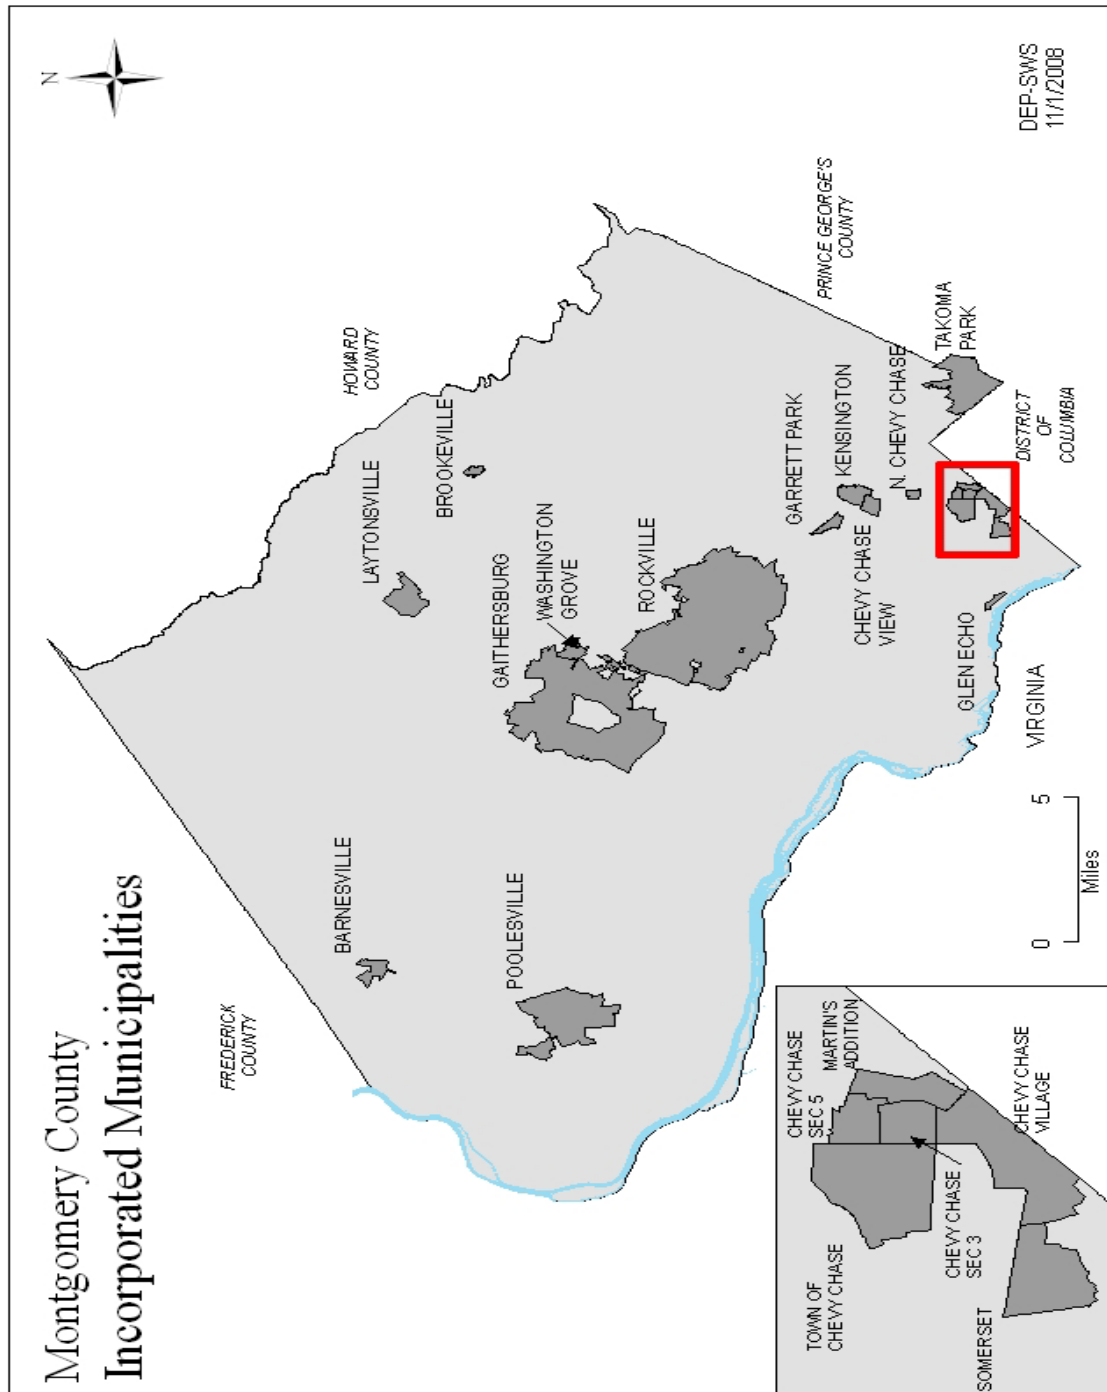 Montgomery County
Incorporated Municipalities
N
FREDERICK
COUNTY
HOWARD
COUNTY
PRINCE GEORGE'S
COUNTY
BARNESVILLE
POOLESVILLE
LAYTONSVILLE
BROOKEVILLE
GAITHERSBURG
WASHINGTON
GROVE
ROCKVILLE
GARRETT PARK
KENSINGTON
CHEVY CHASE
VIEW
N. CHEVY CHASE
TAKOMA
PARK
DISTRICT
OF
COLUMBIA
GLEN ECHO
VIRGINIA
0 5
Miles
CHEVY CHASE
SEC 5
MARTIN'S
ADDITION
TOWN OF
CHEVY CHASE
CHEVY CHASE
SEC 3
CHEVY CHASE
VILLAGE
SOMERSET
DEP-SWS
11/1/2008